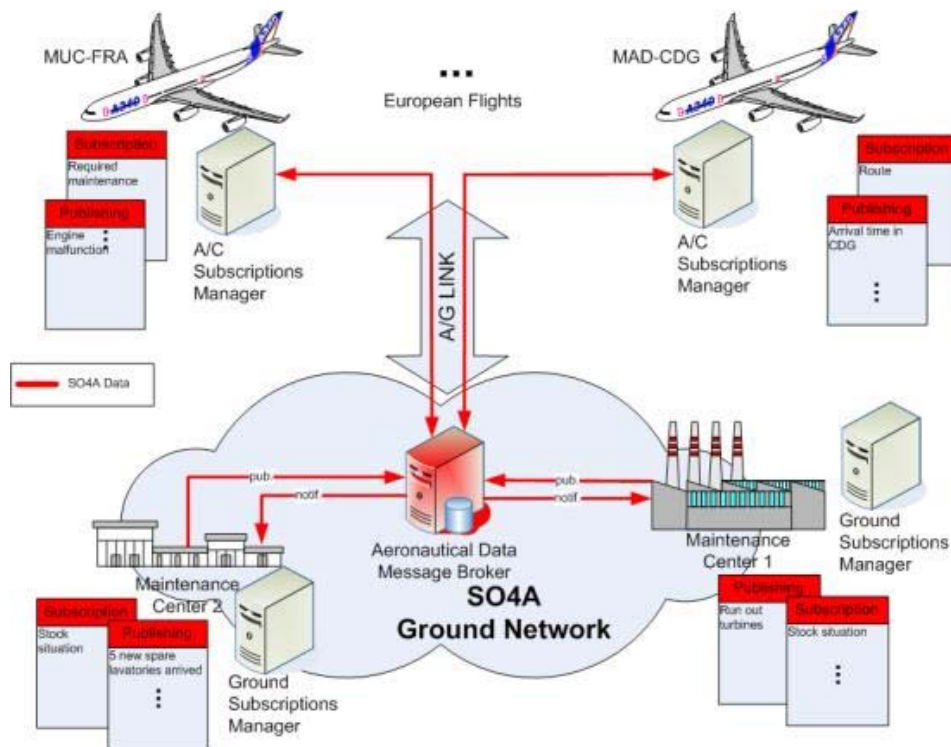 MUC-FRA
MAD-CDG
European Flights
A340
A340
Subscription
Required
maintenance
Publishing
Engine
malfunction
A/C
Subscriptions
Manager
A/G LINK
A/C
Subscriptions
Manager
Subscription
Route
Publishing
Arrival time in
CDG
SO4A Data
pub.
notif
pub.
notif
Aeronautical Data
Message Broker
SO4A
Ground Network
Maintenance
Center 2
Maintenance
Center 1
Ground
Subscriptions
Manager
Subscription
Stock
situation
Publishing
5 new spare
lavatories arrived
Ground
Subscriptions
Manager
Publishing
Run out
turbines
Subscription
Stock situation